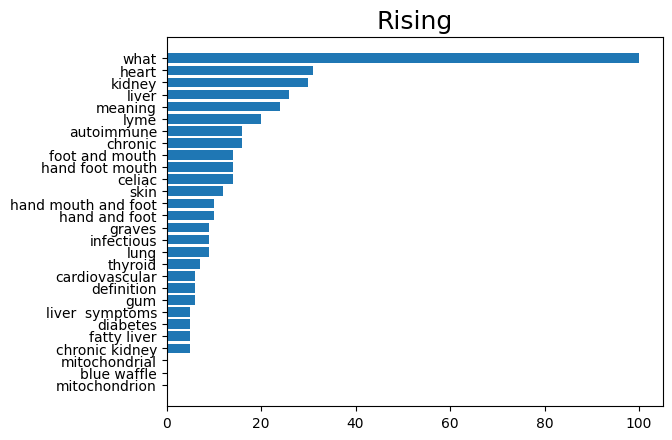 Rising
what
heart
kidney
liver
meaning
lyme
autoimmune
chronic
foot and mouth
hand foot mouth
celiac
skin
hand mouth and foot
hand and foot
graves
infectious
lung
thyroid
cardiovascular
definition
gum
liver  symptoms
diabetes
fatty liver
chronic kidney
mitochondrial
blue waffle
mitochondrion
0 20 40 60 80 100